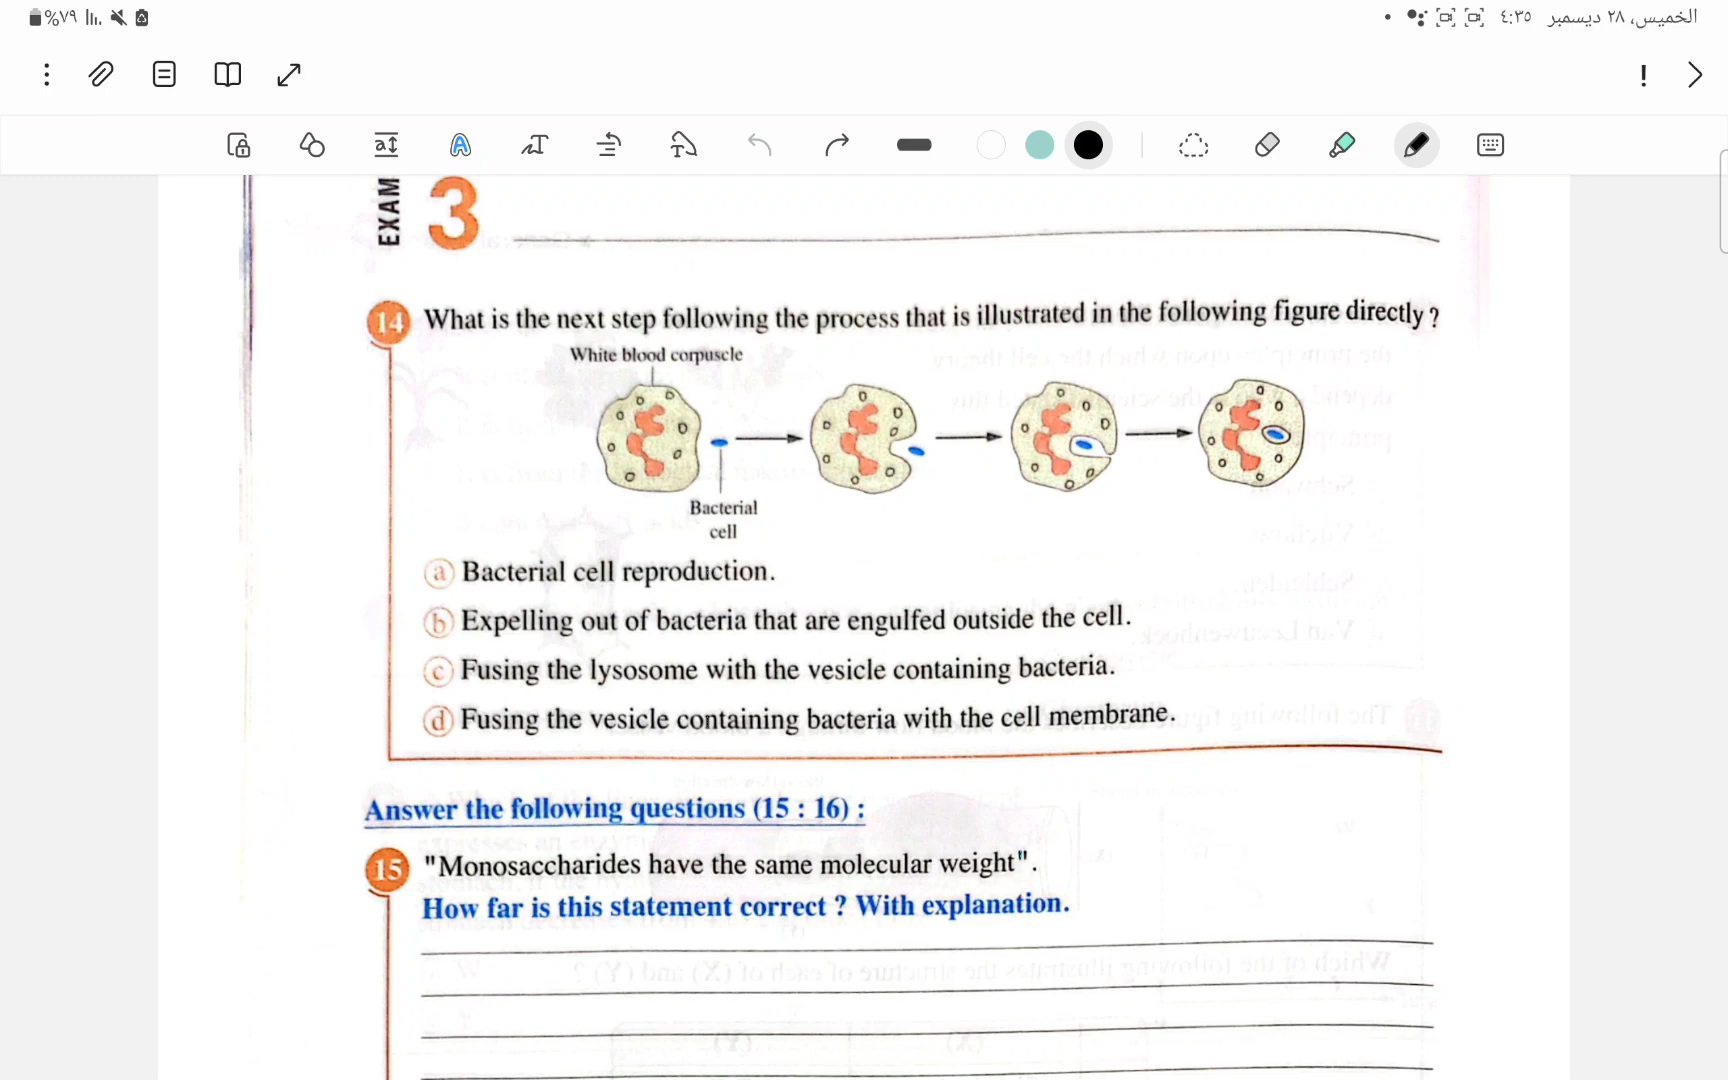 %٧٩
الخميس، ٢٨ ديسمبر ٤:٣٥
EXAM 3
14 What is the next step following the process that is illustrated in the following figure directly ?
White blood corpuscle
Bacterial
cell
a Bacterial cell reproduction.
b Expelling out of bacteria that are engulfed outside the cell.
c Fusing the lysosome with the vesicle containing bacteria.
d Fusing the vesicle containing bacteria with the cell membrane.
Answer the following questions (15 : 16) :
15 "Monosaccharides have the same molecular weight".
How far is this statement correct ? With explanation.